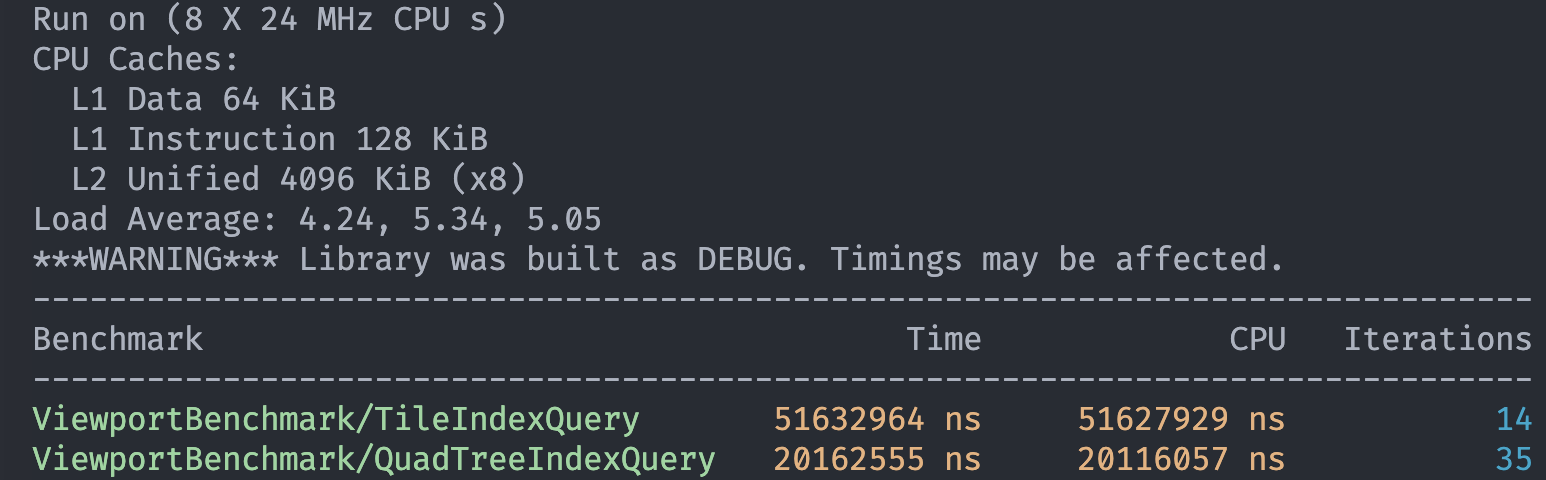 Run on (8 X 24 MHz CPU s)
CPU Caches:
  L1 Data 64 KiB
  L1 Instruction 128 KiB
  L2 Unified 4096 KiB (x8)
Load Average: 4.24, 5.34, 5.05
***WARNING*** Library was built as DEBUG. Timings may be affected.
-------------------------------------------------------------------------------
Benchmark                                     Time             CPU   Iterations
-------------------------------------------------------------------------------
ViewportBenchmark/TileIndexQuery       51632964 ns     51627929 ns           14
ViewportBenchmark/QuadTreeIndexQuery   20162555 ns     20116057 ns           35